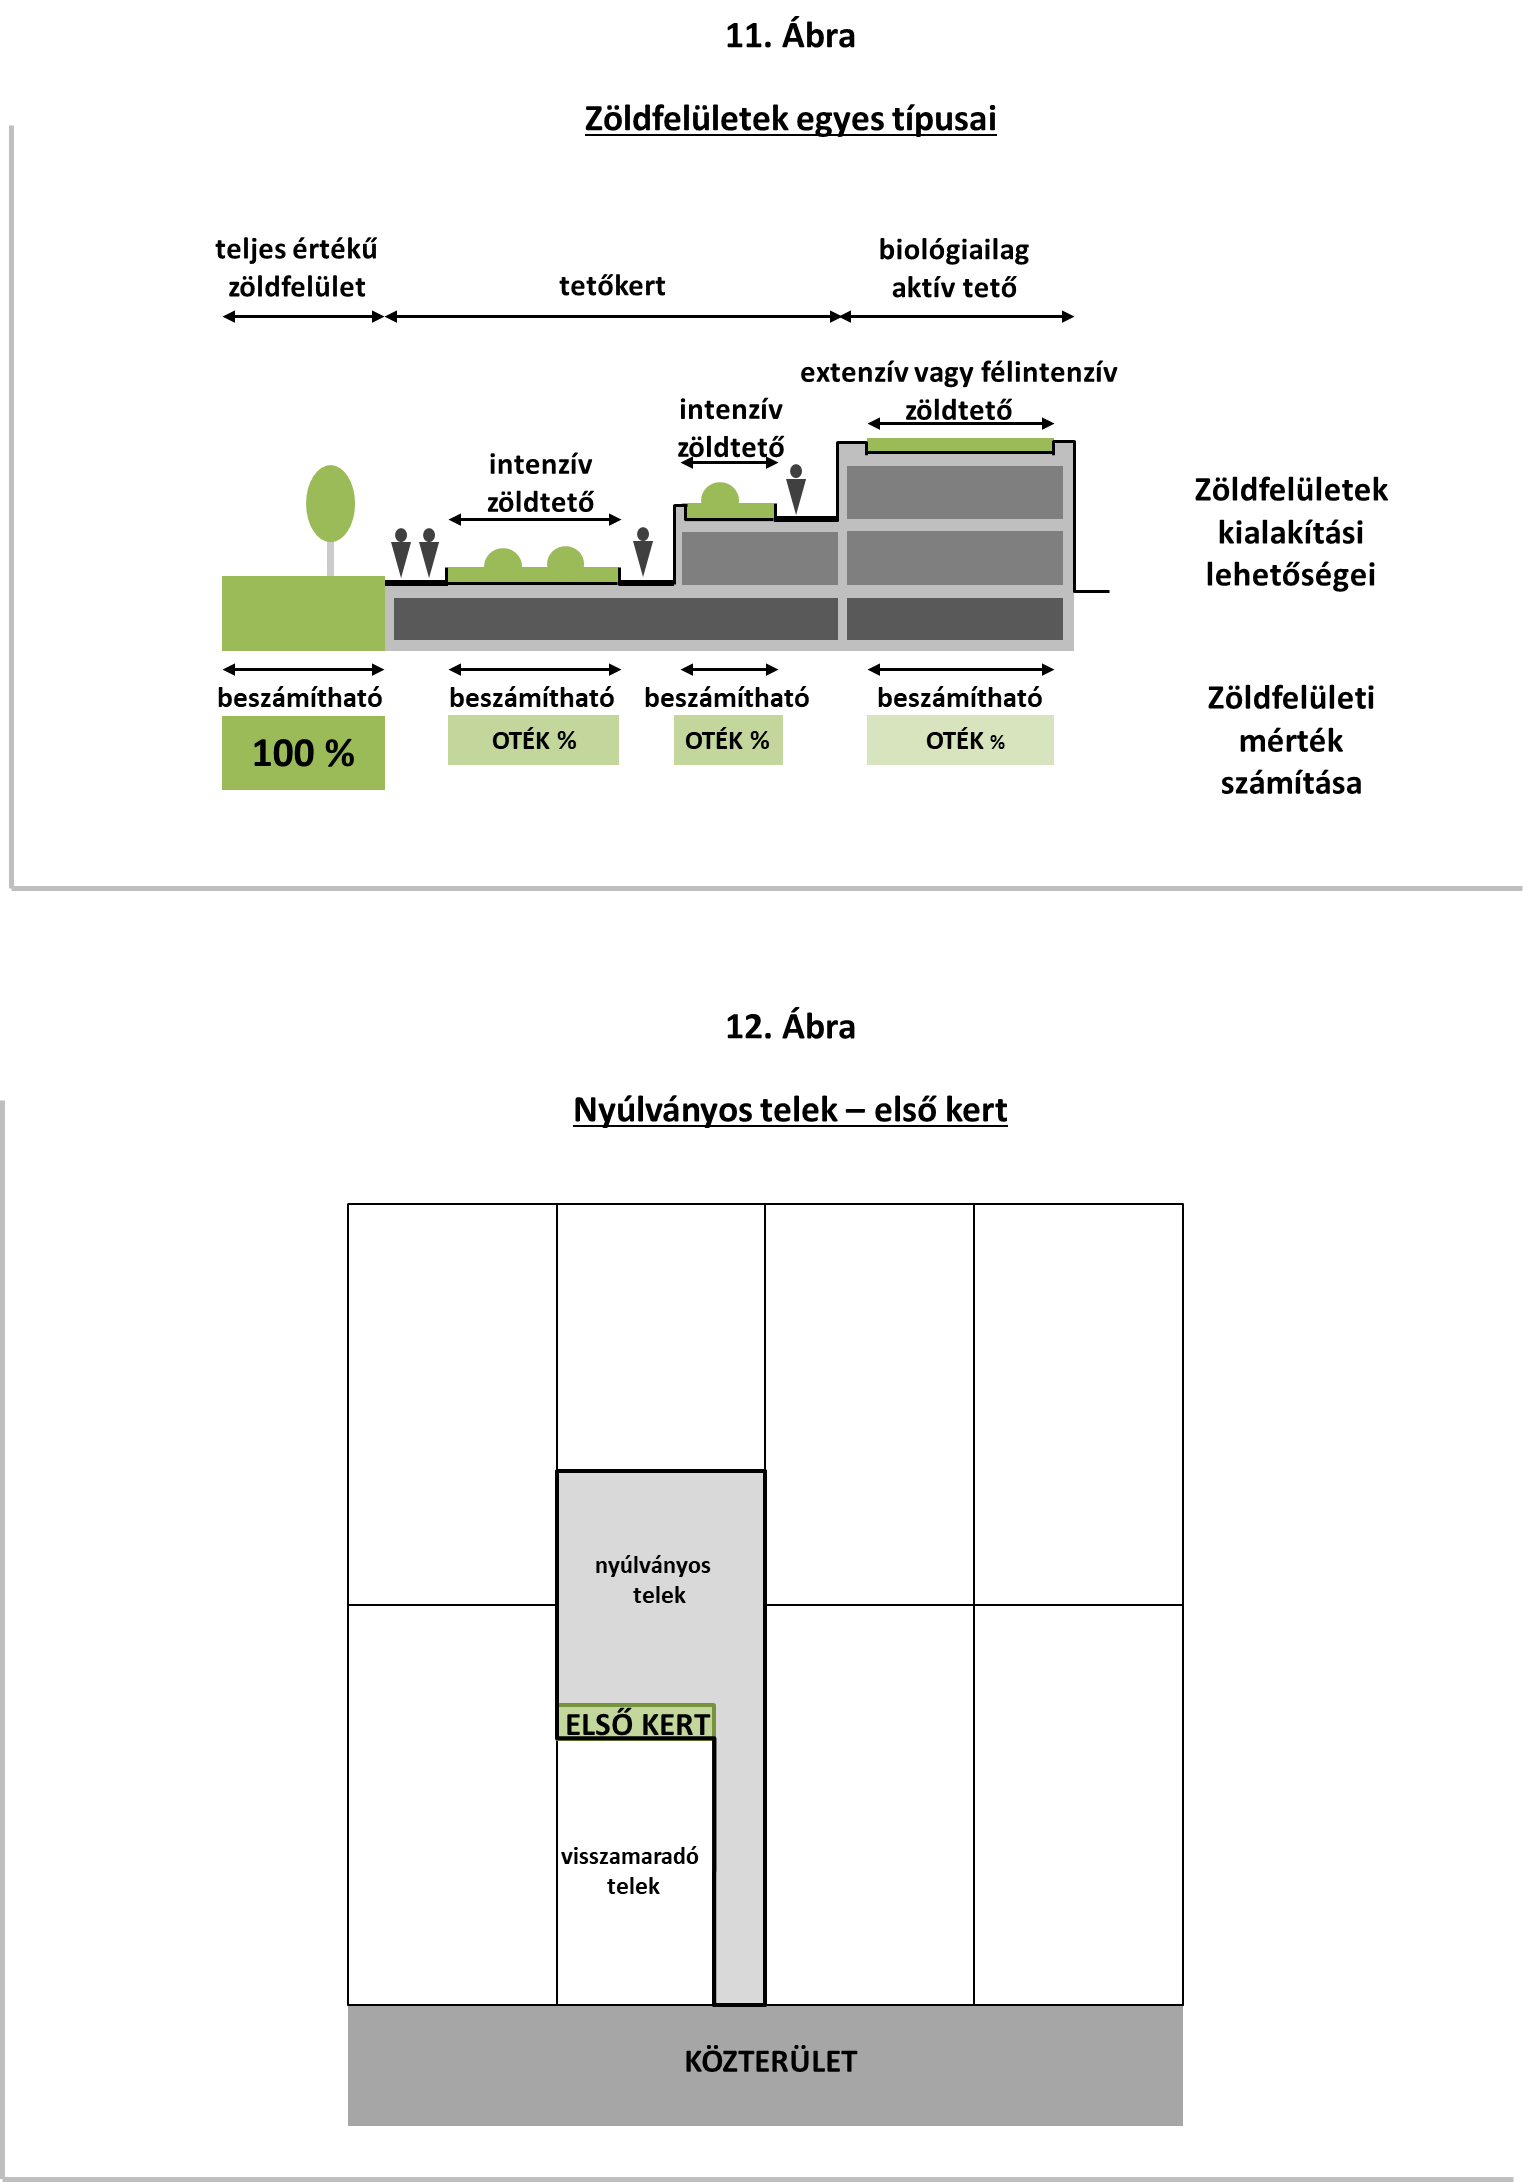 11. Ábra
Zöldfelületek egyes típusai
teljes értékű
zöldfelület
tetőkert
biológiailag
aktív tető
extenzív vagy félintenzív
zöldtető
intenzív
zöldtető
intenzív
zöldtető
Zöldfelületek
kialakítási
lehetőségei
beszámítható
100 %
beszámítható
OTÉK %
beszámítható
OTÉK %
beszámítható
OTÉK %
Zöldfelületi
mérték
számítása
12. Ábra
Nyúlványos telek – első kert
nyúlványos
telek
ELSŐ KERT
visszamaradó
telek
KÖZTERÜLET